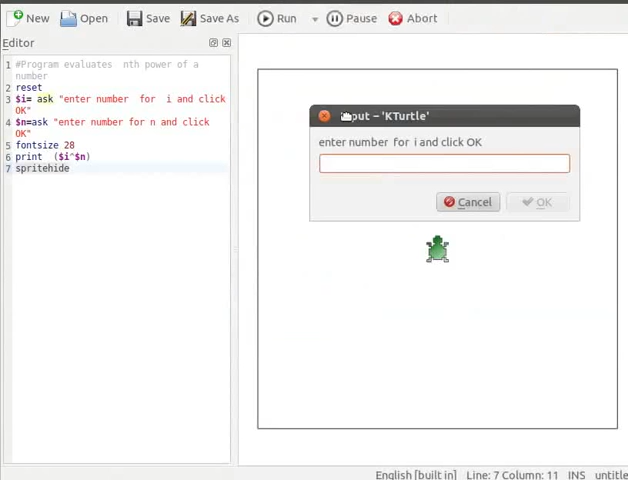 New Open Save Save As Run Pause Abort
Editor
1 #Program evaluates nth power of a
number
2 reset
3 $i= ask "enter number for i and click
OK"
4 $n=ask "enter number for n and click
OK"
5 fontsize 28
6 print ($i^$n)
7 spritehide
– 'KTurtle'
enter number for i and click OK
Cancel OK
English [built in] Line: 7 Column: 11 INS